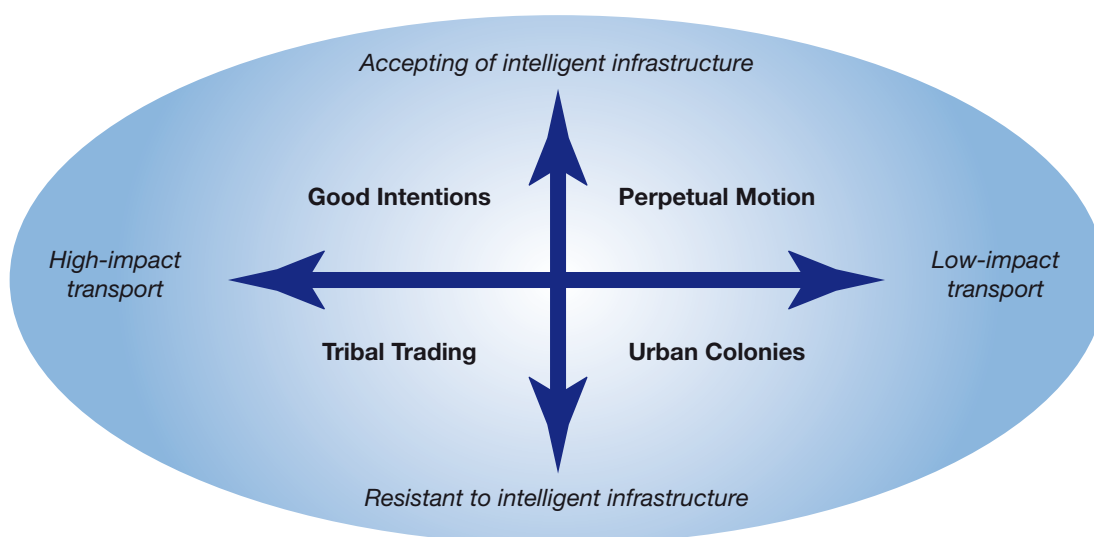 Accepting of intelligent infrastructure
Good Intentions
Perpetual Motion
High-impact
transport
Low-impact
transport
Tribal Trading
Urban Colonies
Resistant to intelligent infrastructure